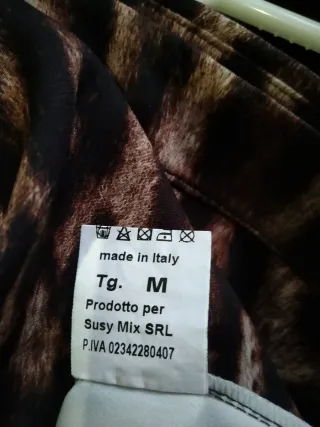 made in Italy
Tg. M
Prodotto per
Susy Mix SRL
P.IVA 02342280407